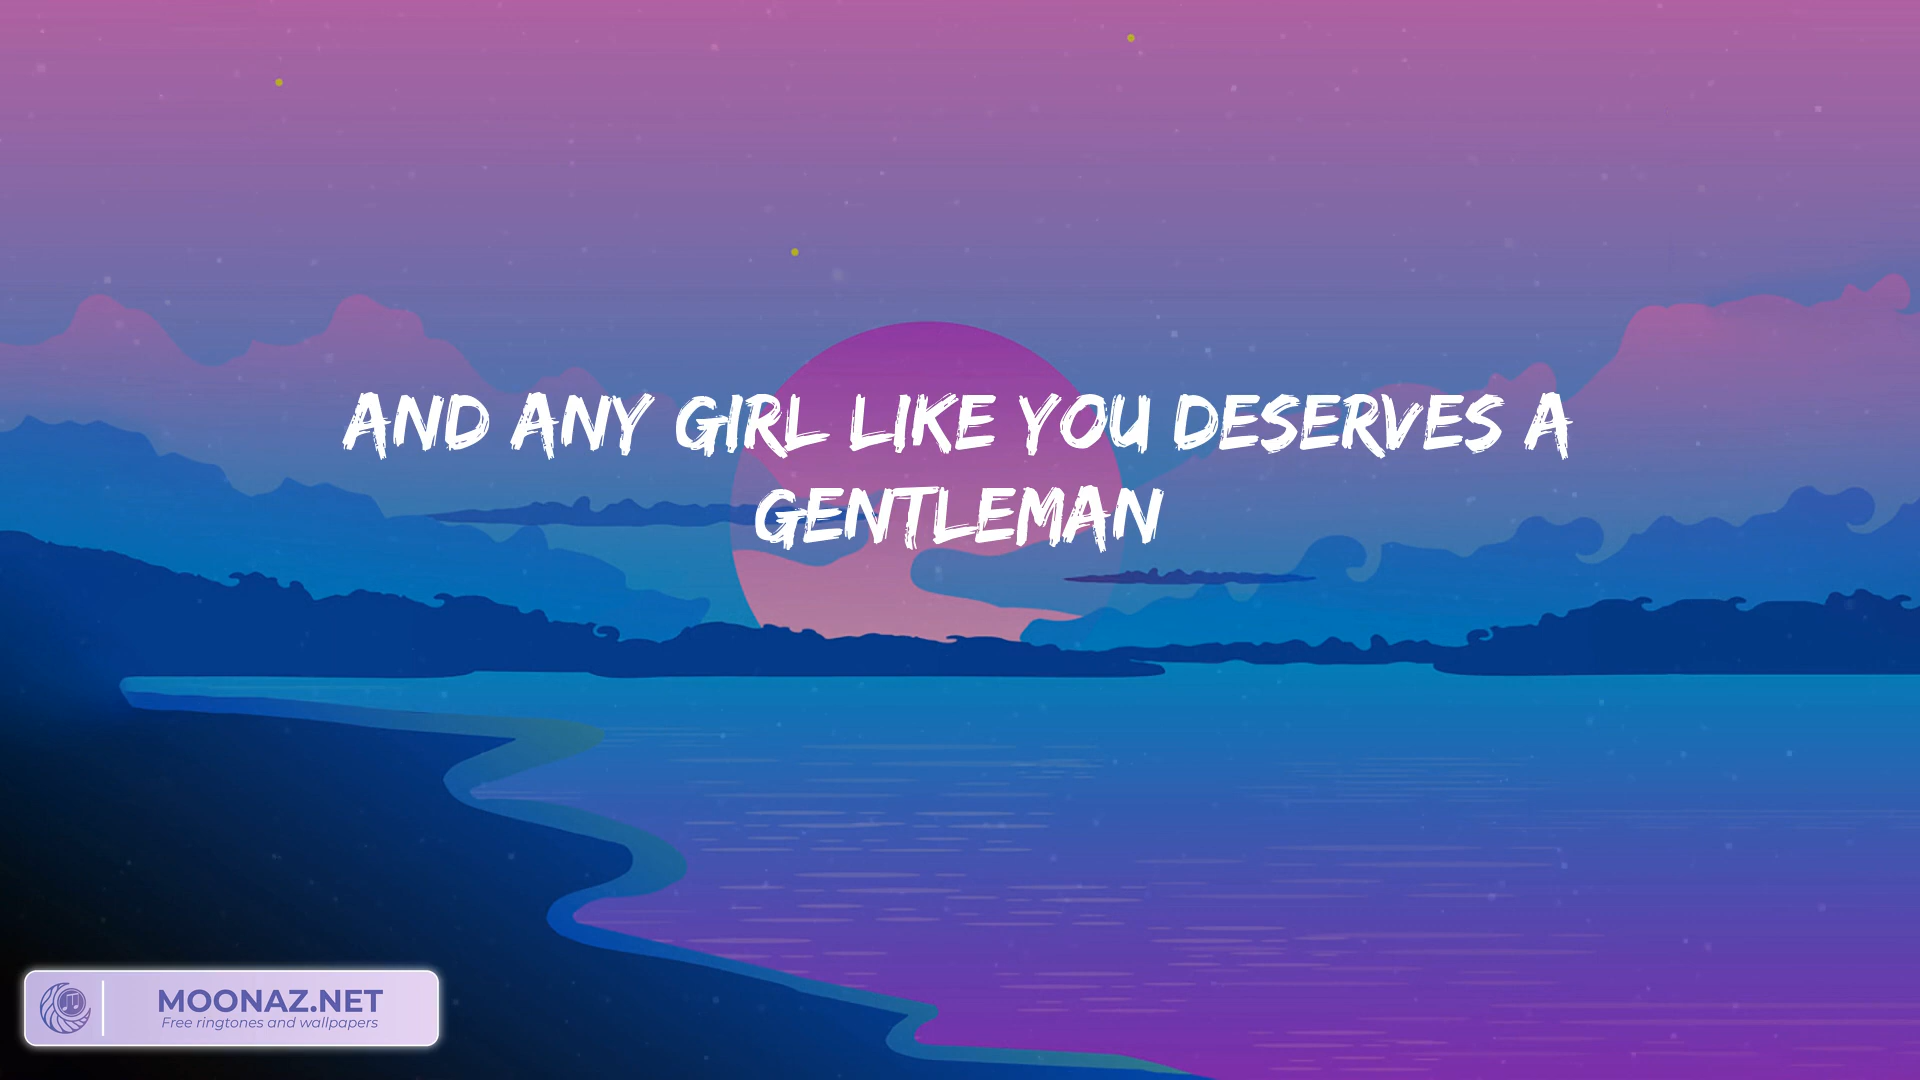 AND ANY GIRL LIKE YOU DESERVES A
GENTLEMAN
MOONAZ.NET
Free ringtones and wallpapers